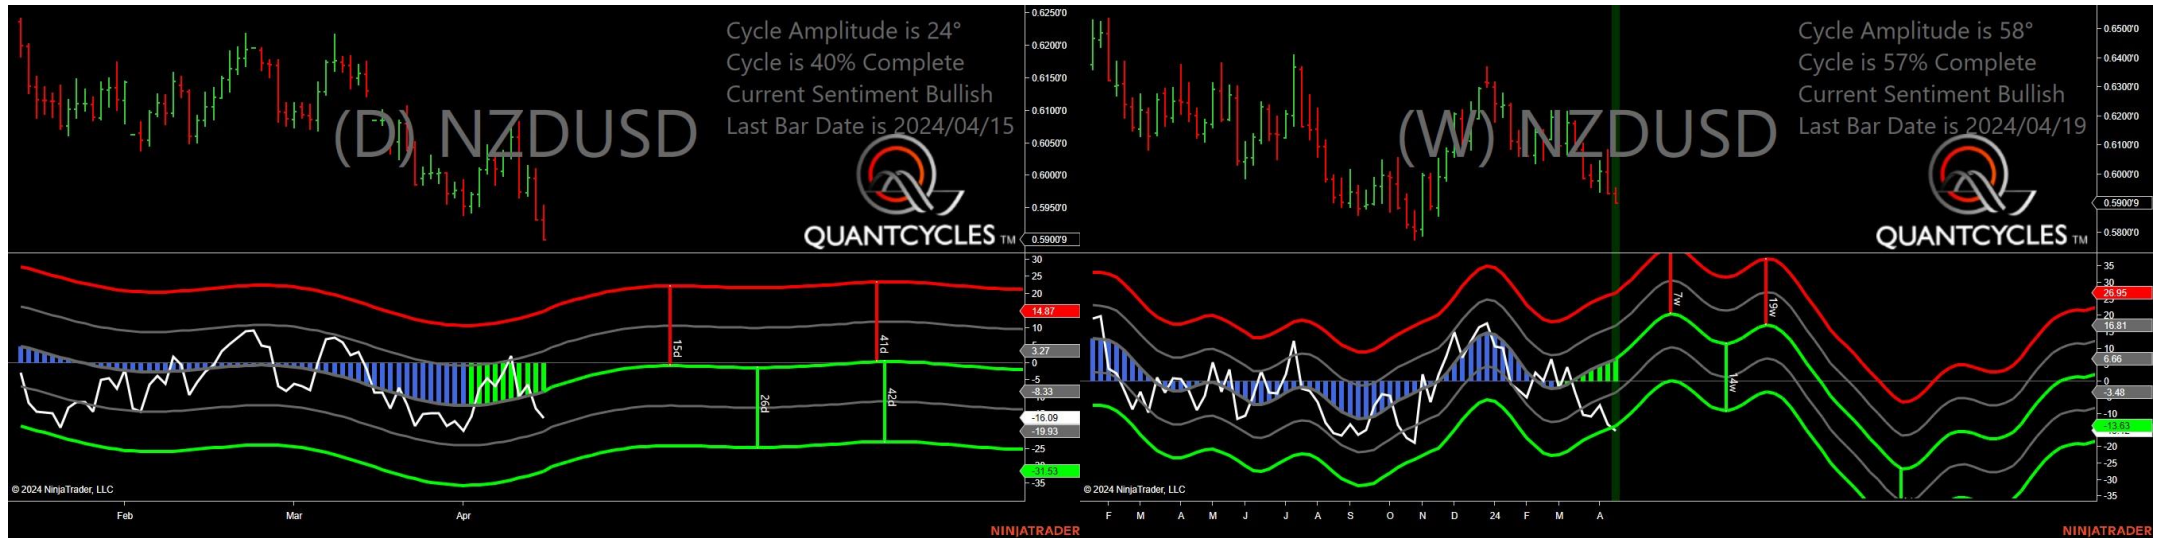 Cycle Amplitude is 24°
Cycle is 40% Complete
Current Sentiment Bullish
Last Bar Date is 2024/04/15
(D) NZDUSD
QUANTCYCLES TM
0.6250'0
0.6200'0
0.6150'0
0.6100'0
0.6050'0
0.6000'0
0.5950'0
0.5900'9
30
25
20
14.87
10
5
3.27
0
-5
-8.33
-16.09
-19.93
-25
-31.53
-35
15d
26d
41d
42d
© 2024 NinjaTrader, LLC
Feb
Mar
Apr
NINJATRADER
Cycle Amplitude is 58°
Cycle is 57% Complete
Current Sentiment Bullish
Last Bar Date is 2024/04/19
(W) NZDUSD
QUANTCYCLES TM
0.6500'0
0.6400'0
0.6300'0
0.6200'0
0.6100'0
0.6000'0
0.5900'9
0.5800'0
35
26.95
20
16.81
10
6.66
0
-3.48
-10
-13.63
-20
-25
-30
-35
7w
14w
19w
© 2024 NinjaTrader, LLC
F
M
A
M
J
J
A
S
O
N
D
24
F
M
A
NINJATRADER